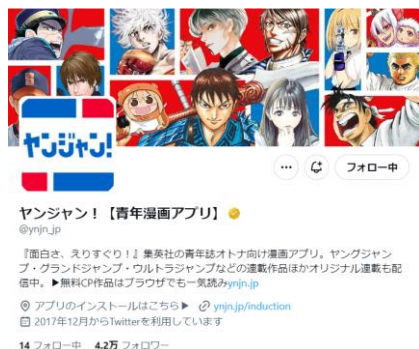 ヤンジャン!
フォロー中
ヤンジャン!【青年漫画アプリ】
@ynjn_jp
『面白さ、えりすぐり!』集英社の青年誌オトナ向け漫画アプリ。ヤングジャン
プ・グランドジャンプ・ウルトラジャンプなどの連載作品ほかオリジナル連載も配
信中。▶無料CP作品はブラウザでも一気読みynjn.jp
アプリのインストールはこちら▶ ynjn.jp/induction
2017年12月からTwitterを利用しています
14 フォロー中 4.2万 フォロワー